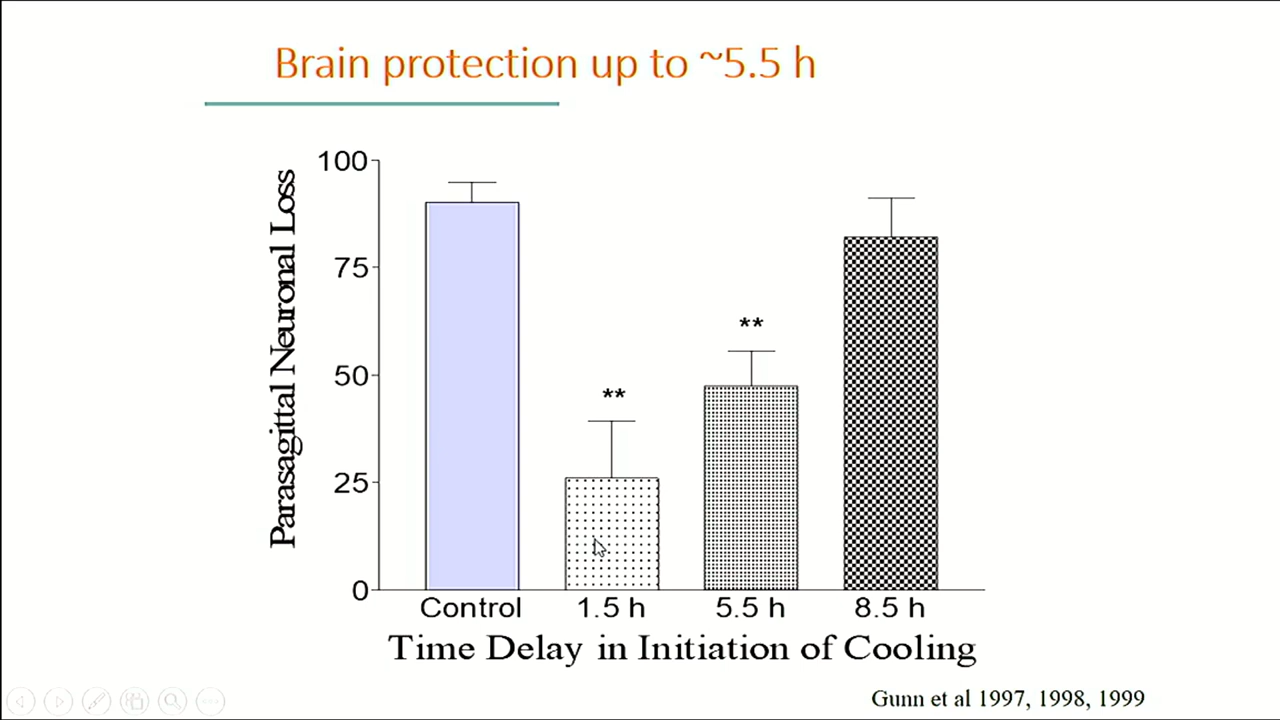 Brain protection up to ~5.5 h
100
75
50
25
0
Parasagittal Neuronal Loss
**
**
Control 1.5 h 5.5 h 8.5 h
Time Delay in Initiation of Cooling
Gunn et al 1997, 1998, 1999